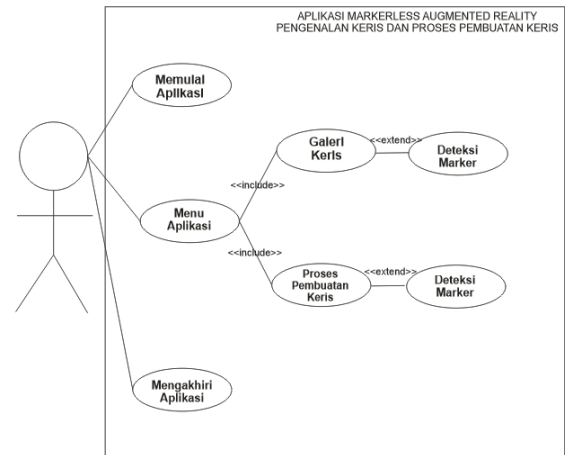 APLIKASI MARKERLESS AUGMENTED REALITY
PENGENALAN KERIS DAN PROSES PEMBUATAN KERIS
Memulai
Aplikasi
Galeri
Keris
<<extend>>
Deteksi
Marker
<<include>>
Menu
Aplikasi
<<include>>
Proses
Pembuatan
Keris
<<extend>>
Deteksi
Marker
Mengakhiri
Aplikasi